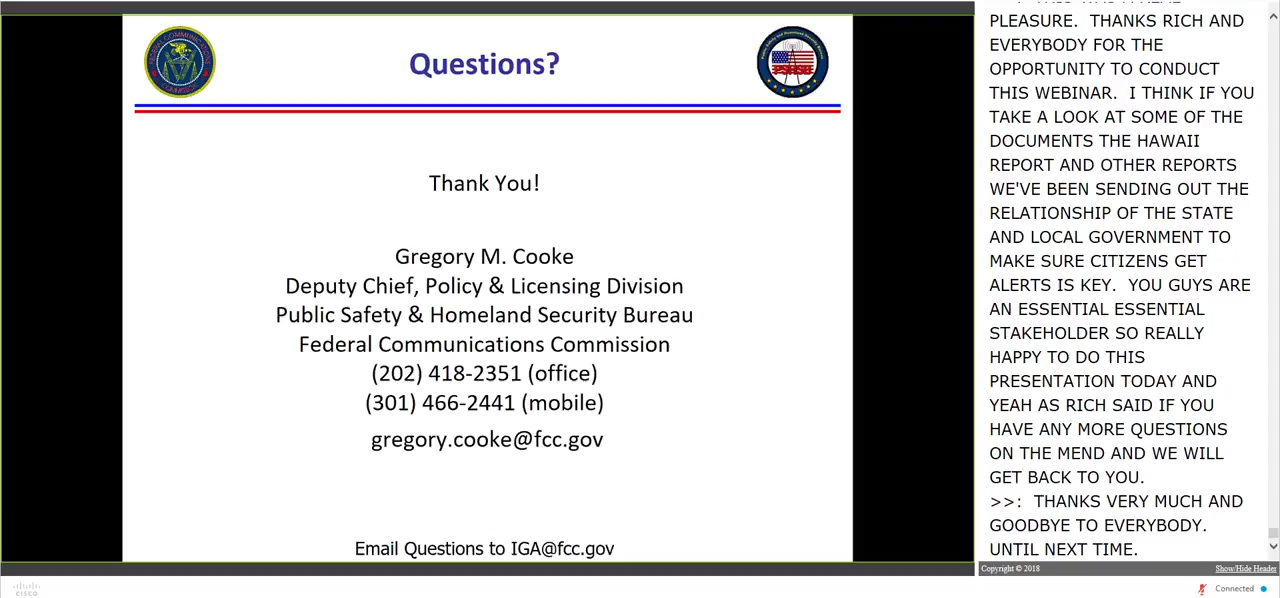 Questions?
Thank You!
Gregory M. Cooke
Deputy Chief, Policy & Licensing Division
Public Safety & Homeland Security Bureau
Federal Communications Commission
(202) 418-2351 (office)
(301) 466-2441 (mobile)
gregory.cooke@fcc.gov
Email Questions to IGA@fcc.gov
PLEASURE. THANKS RICH AND
EVERYBODY FOR THE
OPPORTUNITY TO CONDUCT
THIS WEBINAR. I THINK IF YOU
TAKE A LOOK AT SOME OF THE
DOCUMENTS THE HAWAII
REPORT AND OTHER REPORTS
WE'VE BEEN SENDING OUT THE
RELATIONSHIP OF THE STATE
AND LOCAL GOVERNMENT TO
MAKE SURE CITIZENS GET
ALERTS IS KEY. YOU GUYS ARE
AN ESSENTIAL ESSENTIAL
STAKEHOLDER SO REALLY
HAPPY TO DO THIS
PRESENTATION TODAY AND
YEAH AS RICH SAID IF YOU
HAVE ANY MORE QUESTIONS
ON THE MEND AND WE WILL
GET BACK TO YOU.
>>: THANKS VERY MUCH AND
GOODBYE TO EVERYBODY.
UNTIL NEXT TIME.
Copyright © 2018
Show/Hide Header
CISCO
Connected